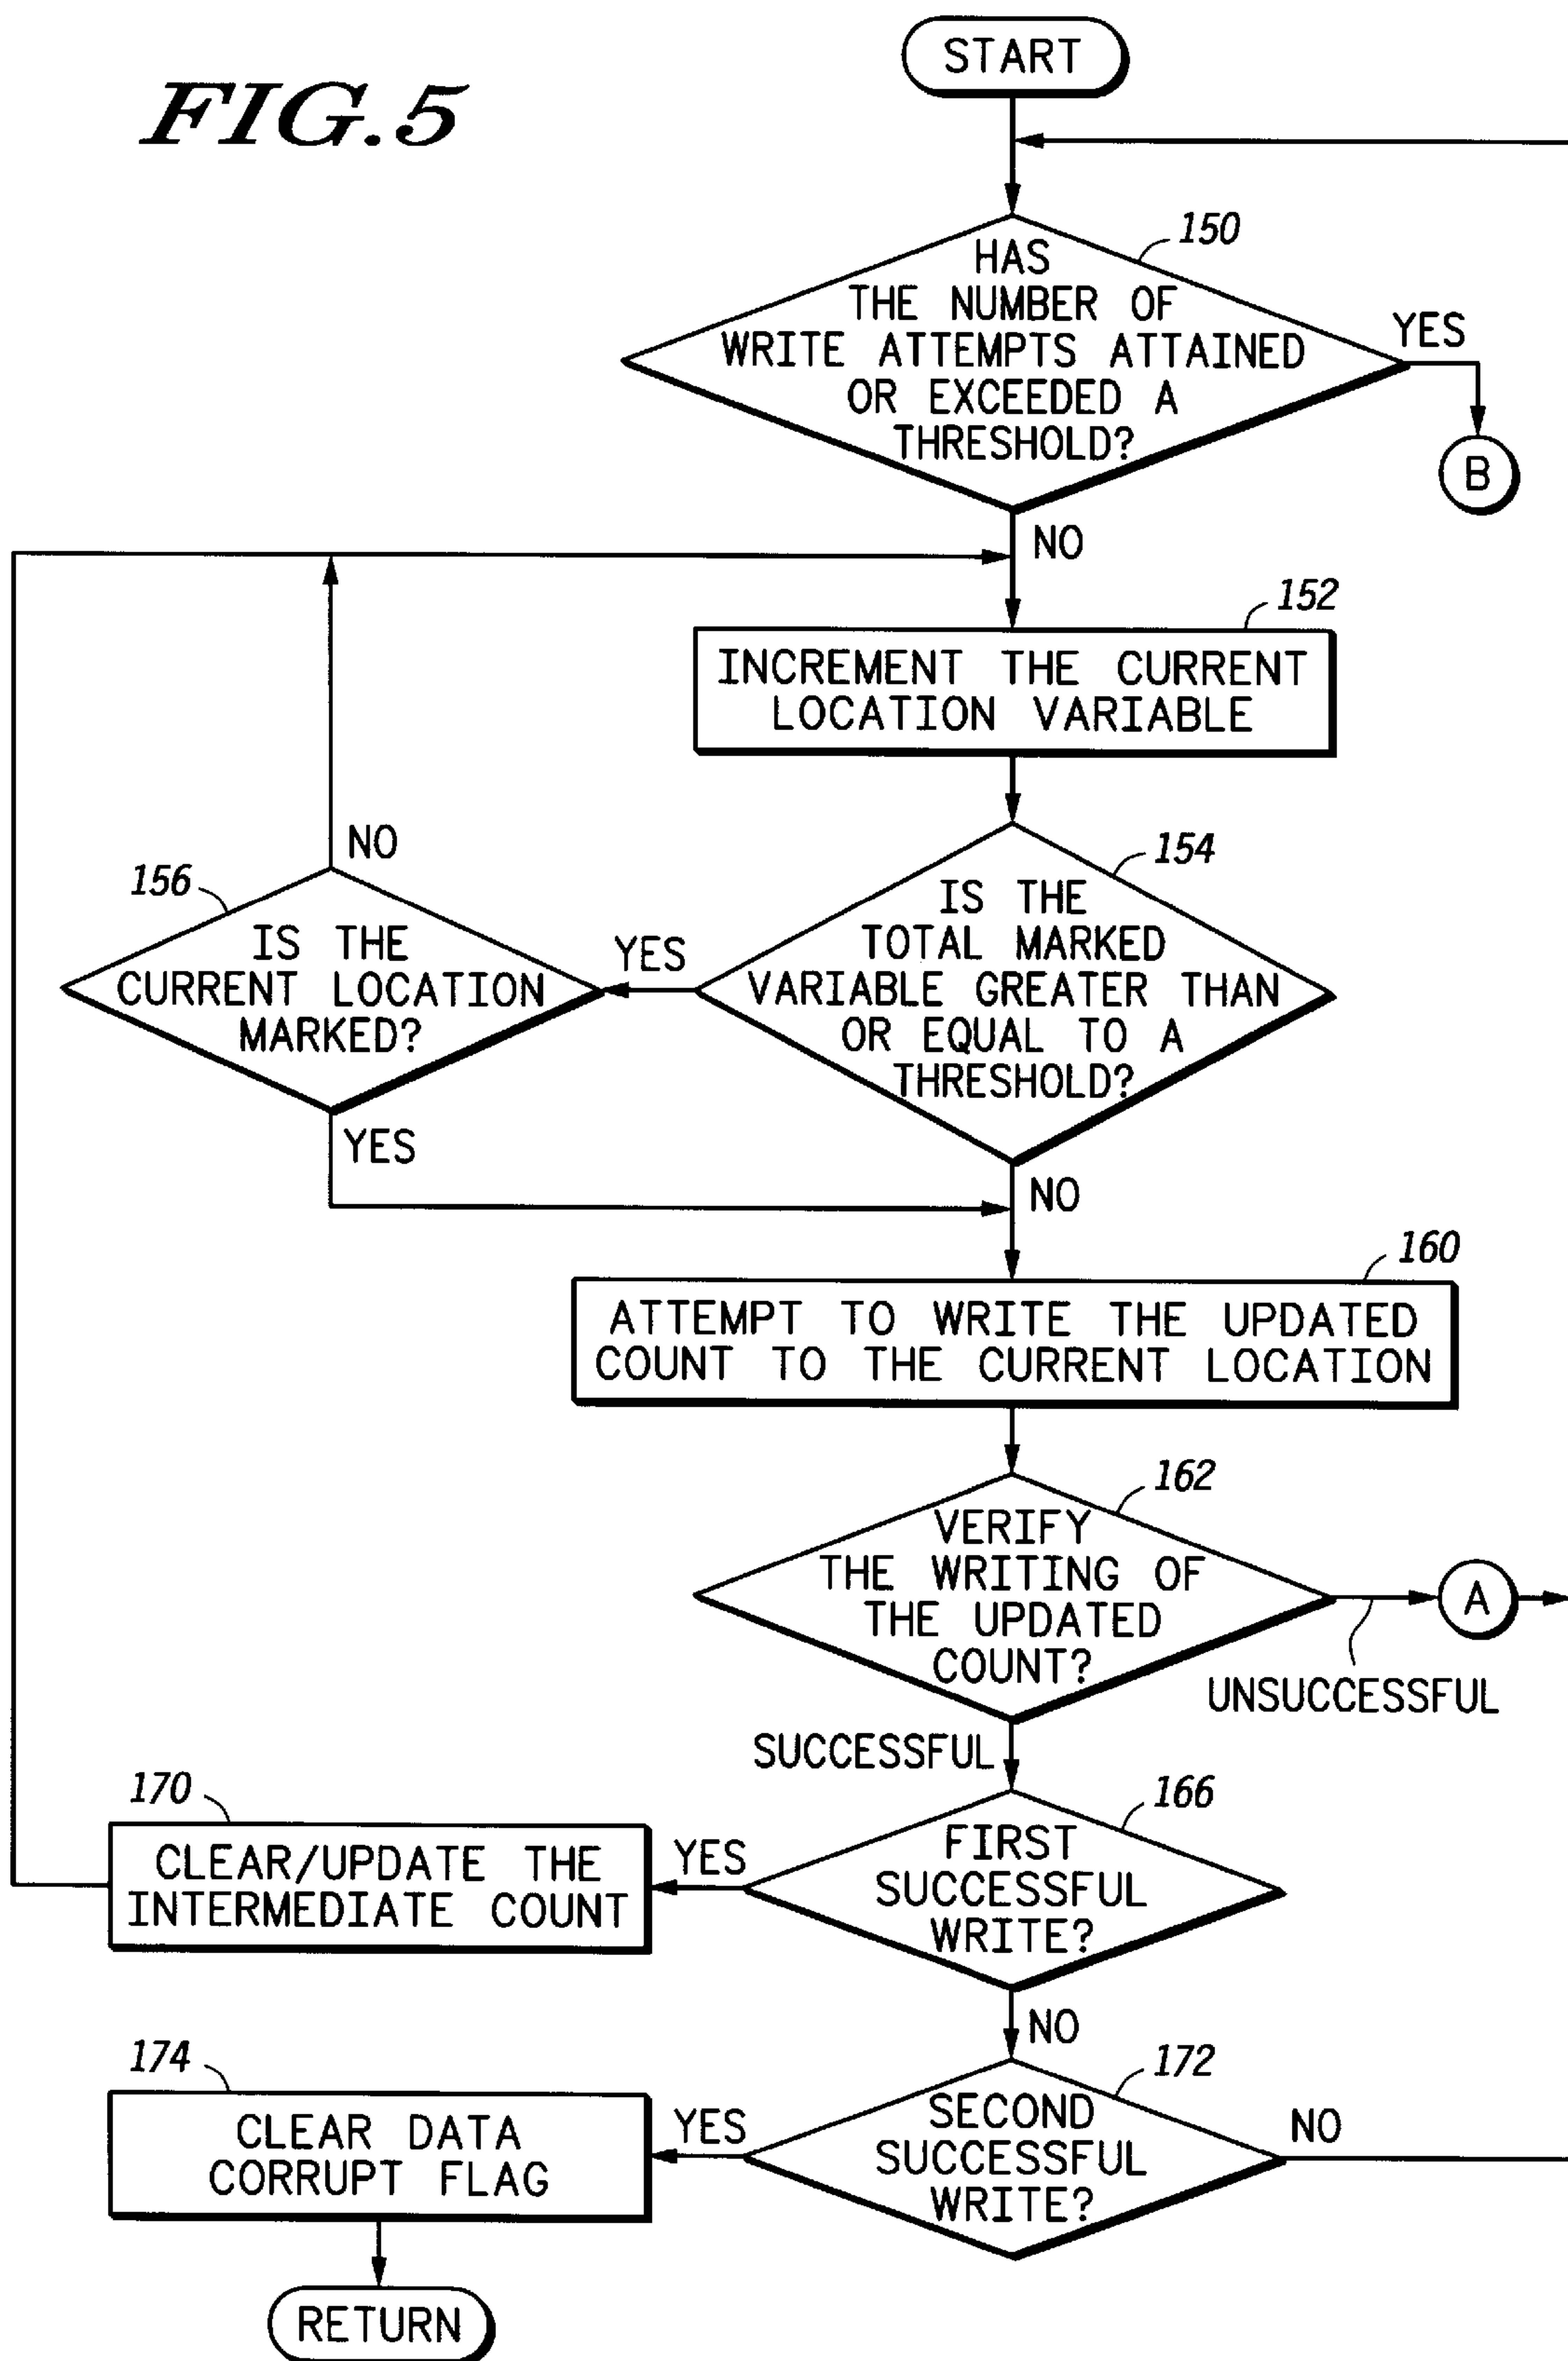 FIG.5
START
150
HAS
THE NUMBER OF
WRITE ATTEMPTS ATTAINED
OR EXCEEDED A
THRESHOLD?
YES
B
NO
152
INCREMENT THE CURRENT
LOCATION VARIABLE
154
IS THE
TOTAL MARKED
VARIABLE GREATER THAN
OR EQUAL TO A
THRESHOLD?
YES
NO
156
IS THE
CURRENT LOCATION
MARKED?
YES
NO
160
ATTEMPT TO WRITE THE UPDATED
COUNT TO THE CURRENT LOCATION
162
VERIFY
THE WRITING OF
THE UPDATED
COUNT?
A
UNSUCCESSFUL
SUCCESSFUL
166
FIRST
SUCCESSFUL
WRITE?
YES
170
CLEAR/UPDATE THE
INTERMEDIATE COUNT
NO
172
SECOND
SUCCESSFUL
WRITE?
NO
YES
174
CLEAR DATA
CORRUPT FLAG
RETURN